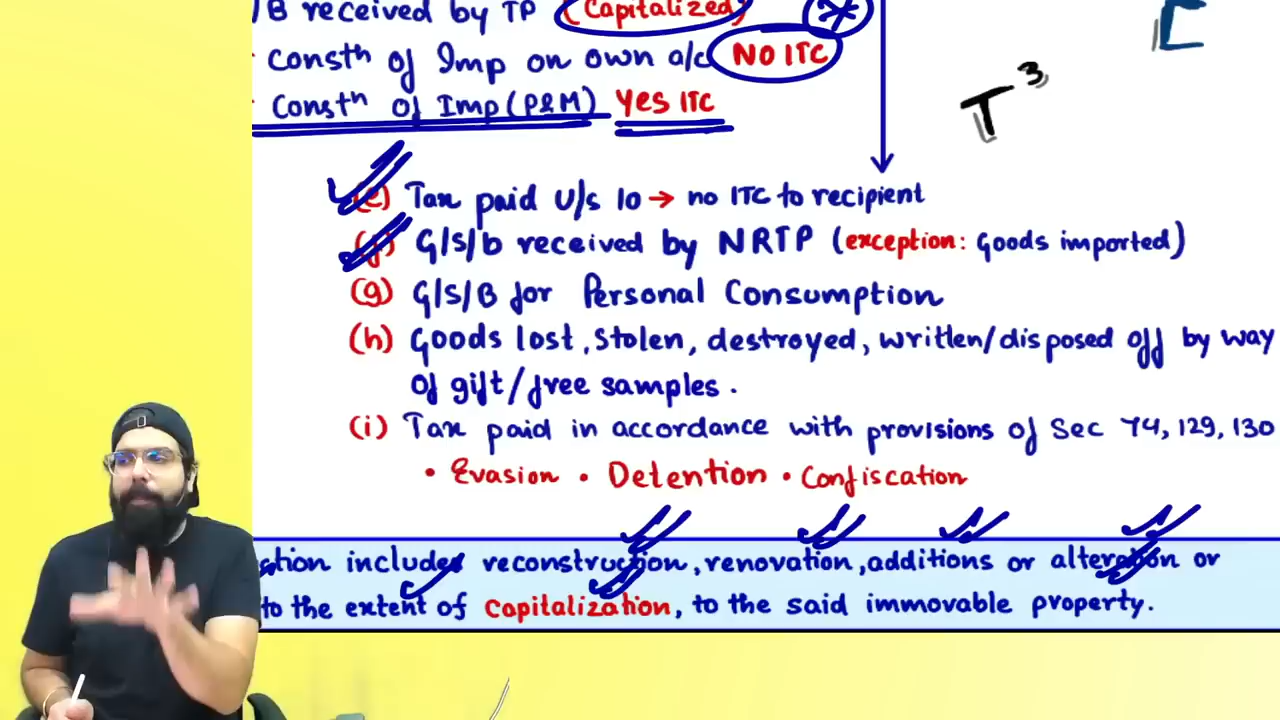 /B received by TP (Capitalized)
Constn of Imp on own a/c NO ITC
Constn of Imp (P&M) Yes ITC
T³
(e) Tax paid U/s 10 → no ITC to recipient
(f) G/S/b received by NRTP (exception: Goods imported)
(g) G/S/B for Personal Consumption
(h) Goods lost, Stolen, destroyed, written/disposed off by way
of gift/free samples.
(i) Tax paid in accordance with provisions of Sec 74, 129, 130
• Evasion • Detention • Confiscation
ation includes reconstruction, renovation, additions or alteration or
to the extent of capitalization, to the said immovable property.